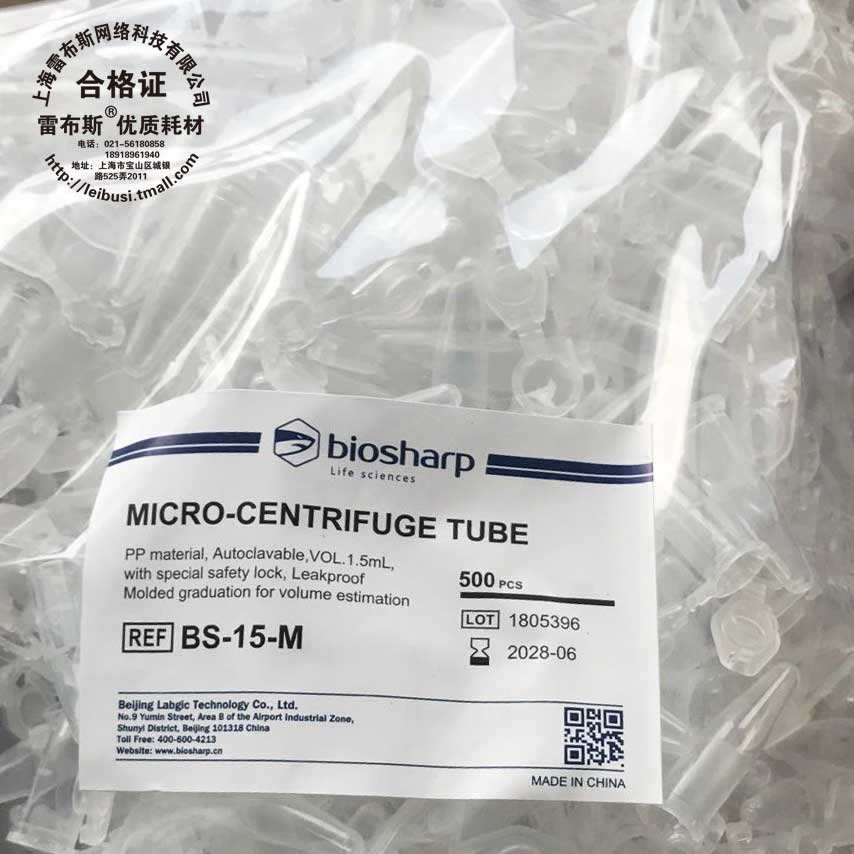 上海雷布斯网络科技有限公司
合格证
雷布斯®优质耗材
电话：021-56180858
18918961940
地址：上海市宝山区城银
路525弄2011
http://leibusi.tmall.com
biosharp
Life sciences
MICRO-CENTRIFUGE TUBE
PP material, Autoclavable,VOL.1.5mL,
with special safety lock, Leakproof
Molded graduation for volume estimation
500 PCS
REF BS-15-M
LOT 1805396
2028-06
Beijing Labgic Technology Co., Ltd.
No.9 Yumin Street, Area B of the Airport Industrial Zone,
Shunyi District, Beijing 101318 China
Toll Free: 400-600-4213
Website: www.biosharp.cn
MADE IN CHINA